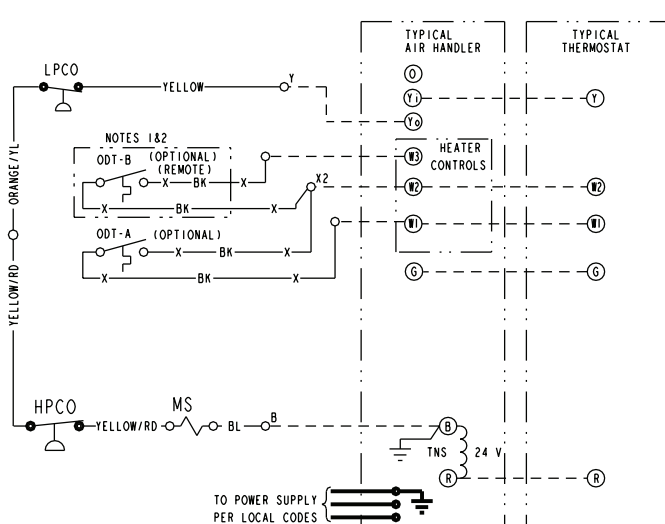 TYPICAL
AIR HANDLER
TYPICAL
THERMOSTAT
LPCO
YELLOW
Y
O
Yi
Y
Yo
NOTES 1&2
HEATER
CONTROLS
ODT-B (OPTIONAL)
(REMOTE)
W3
X BK X
X2
W2
W2
X BK X
ORANGE/YL
ODT-A (OPTIONAL)
W1
W1
X BK X
G
G
X BK X
YELLOW/RD
HPCO
MS
YELLOW/RD
BL
B
B
TNS 24 V
R
R
TO POWER SUPPLY
PER LOCAL CODES